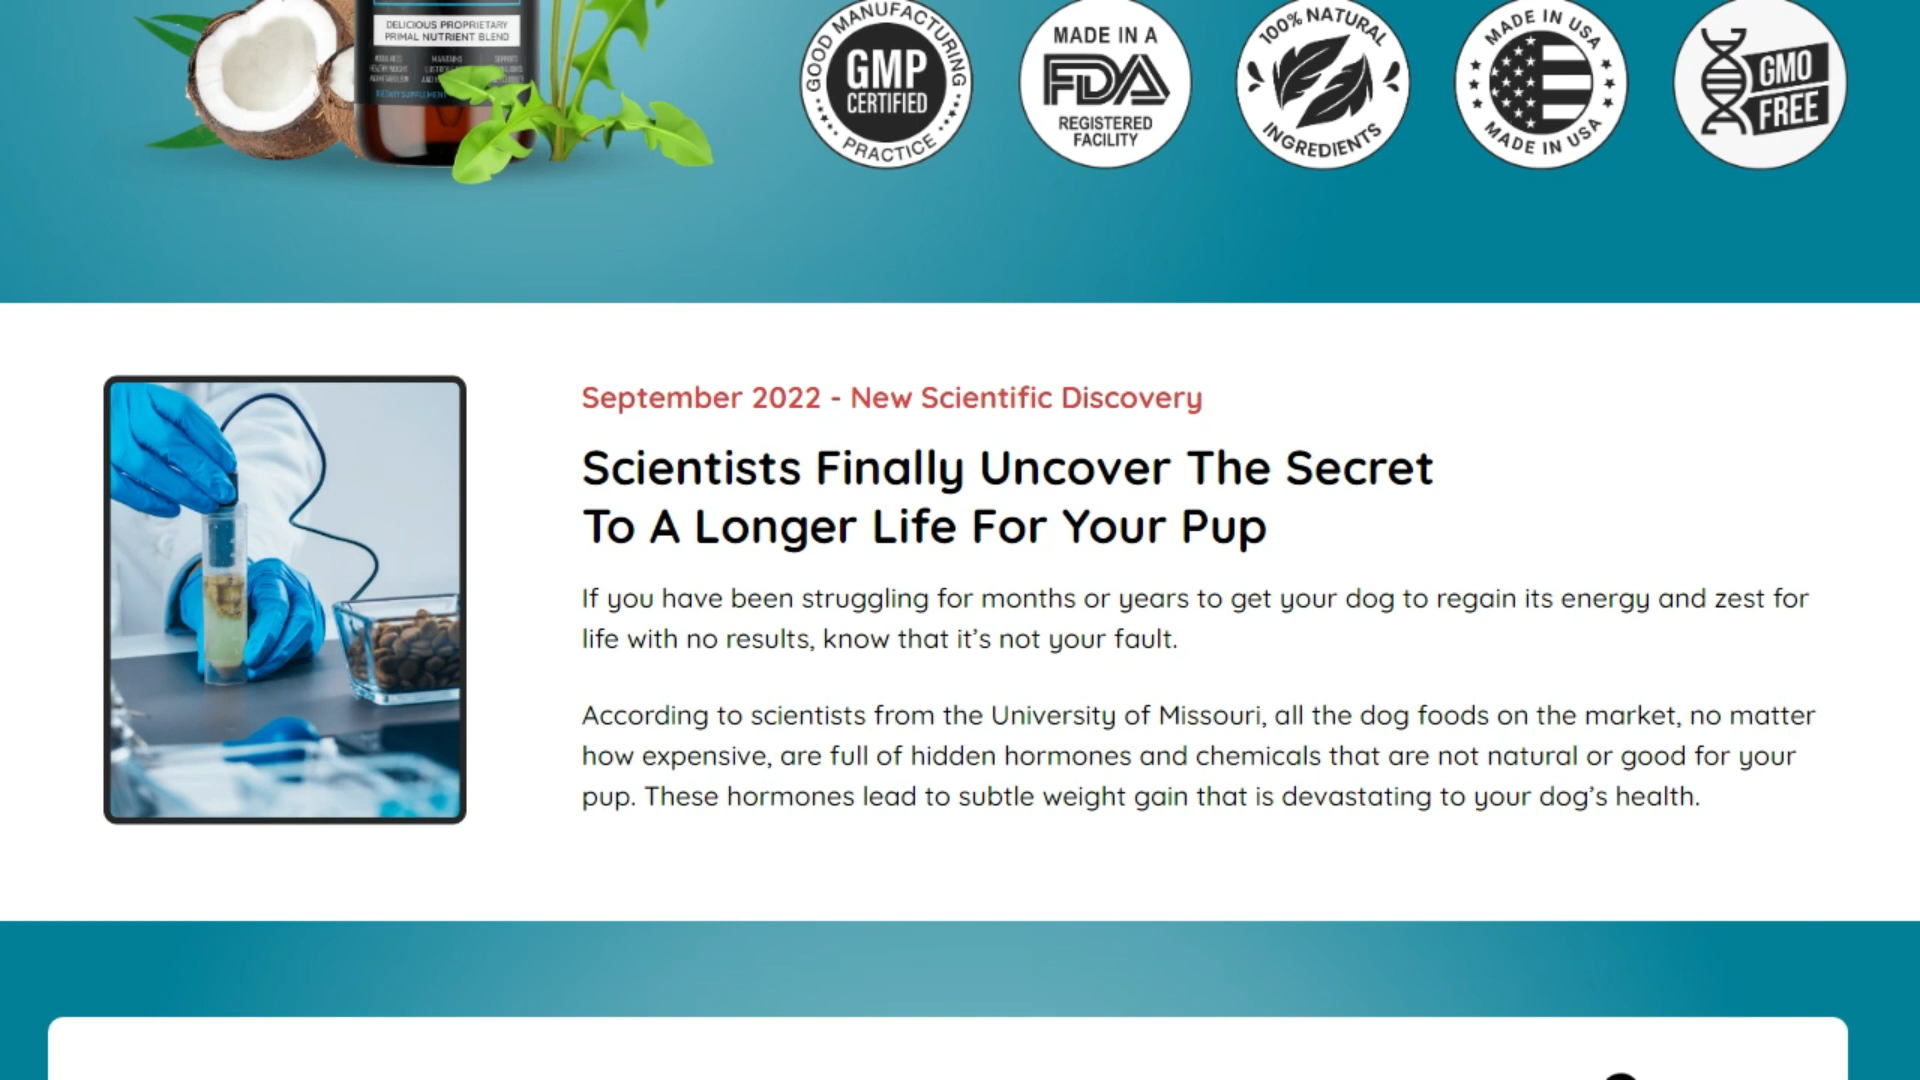 DELICIOUS PROPRIETARY
PRIMAL NUTRIENT BLEND
MAINTAINS
SUPPORTS
DIETARY SUPPLEMENT
GOOD MANUFACTURING
GMP
CERTIFIED
PRACTICE
MADE IN A
FDA
REGISTERED
FACILITY
100% NATURAL
INGREDIENTS
MADE IN USA
MADE IN USA
GMO
FREE
September 2022 - New Scientific Discovery
Scientists Finally Uncover The Secret
To A Longer Life For Your Pup
If you have been struggling for months or years to get your dog to regain its energy and zest for
life with no results, know that it’s not your fault.
According to scientists from the University of Missouri, all the dog foods on the market, no matter
how expensive, are full of hidden hormones and chemicals that are not natural or good for your
pup. These hormones lead to subtle weight gain that is devastating to your dog’s health.